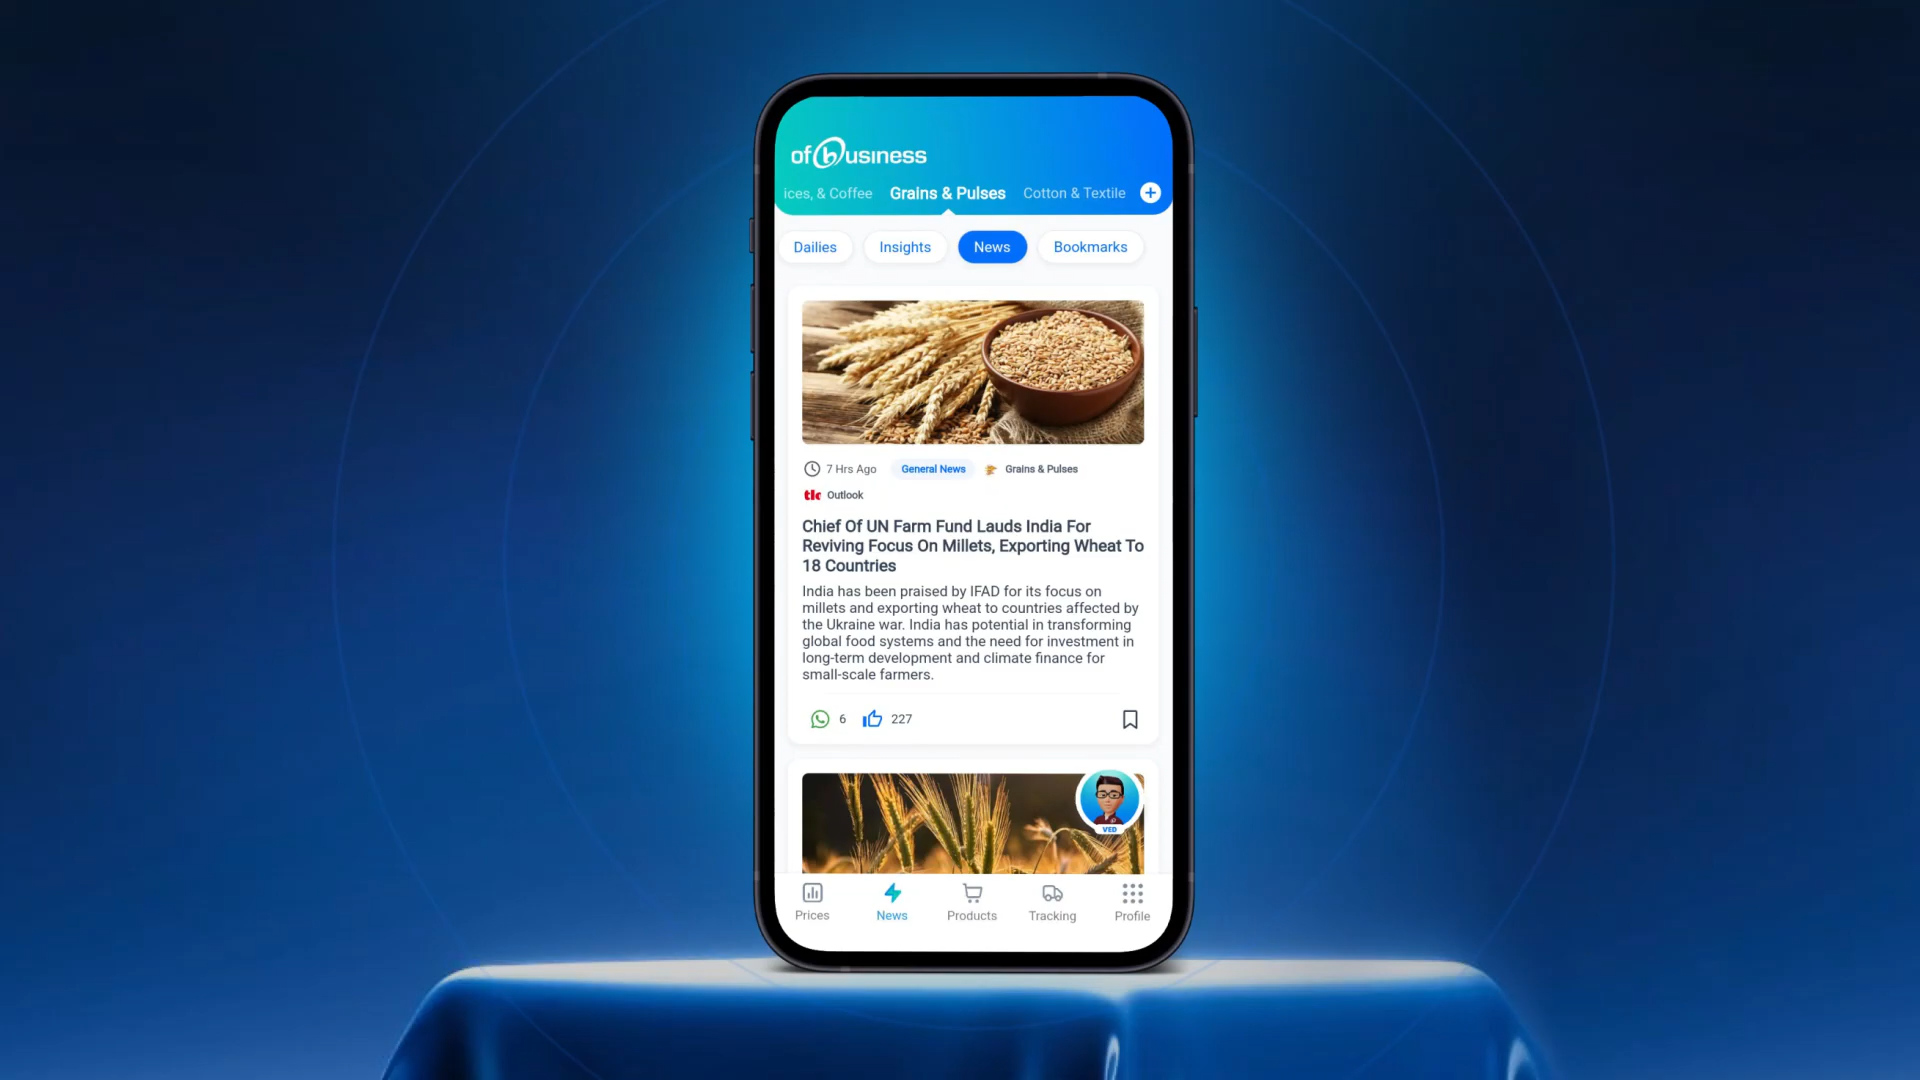 ofbusiness
ices, & Coffee Grains & Pulses Cotton & Textile
Dailies Insights News Bookmarks
7 Hrs Ago General News Grains & Pulses
Outlook
Chief Of UN Farm Fund Lauds India For
Reviving Focus On Millets, Exporting Wheat To
18 Countries
India has been praised by IFAD for its focus on
millets and exporting wheat to countries affected by
the Ukraine war. India has potential in transforming
global food systems and the need for investment in
long-term development and climate finance for
small-scale farmers.
6 227
VED
Prices News Products Tracking Profile